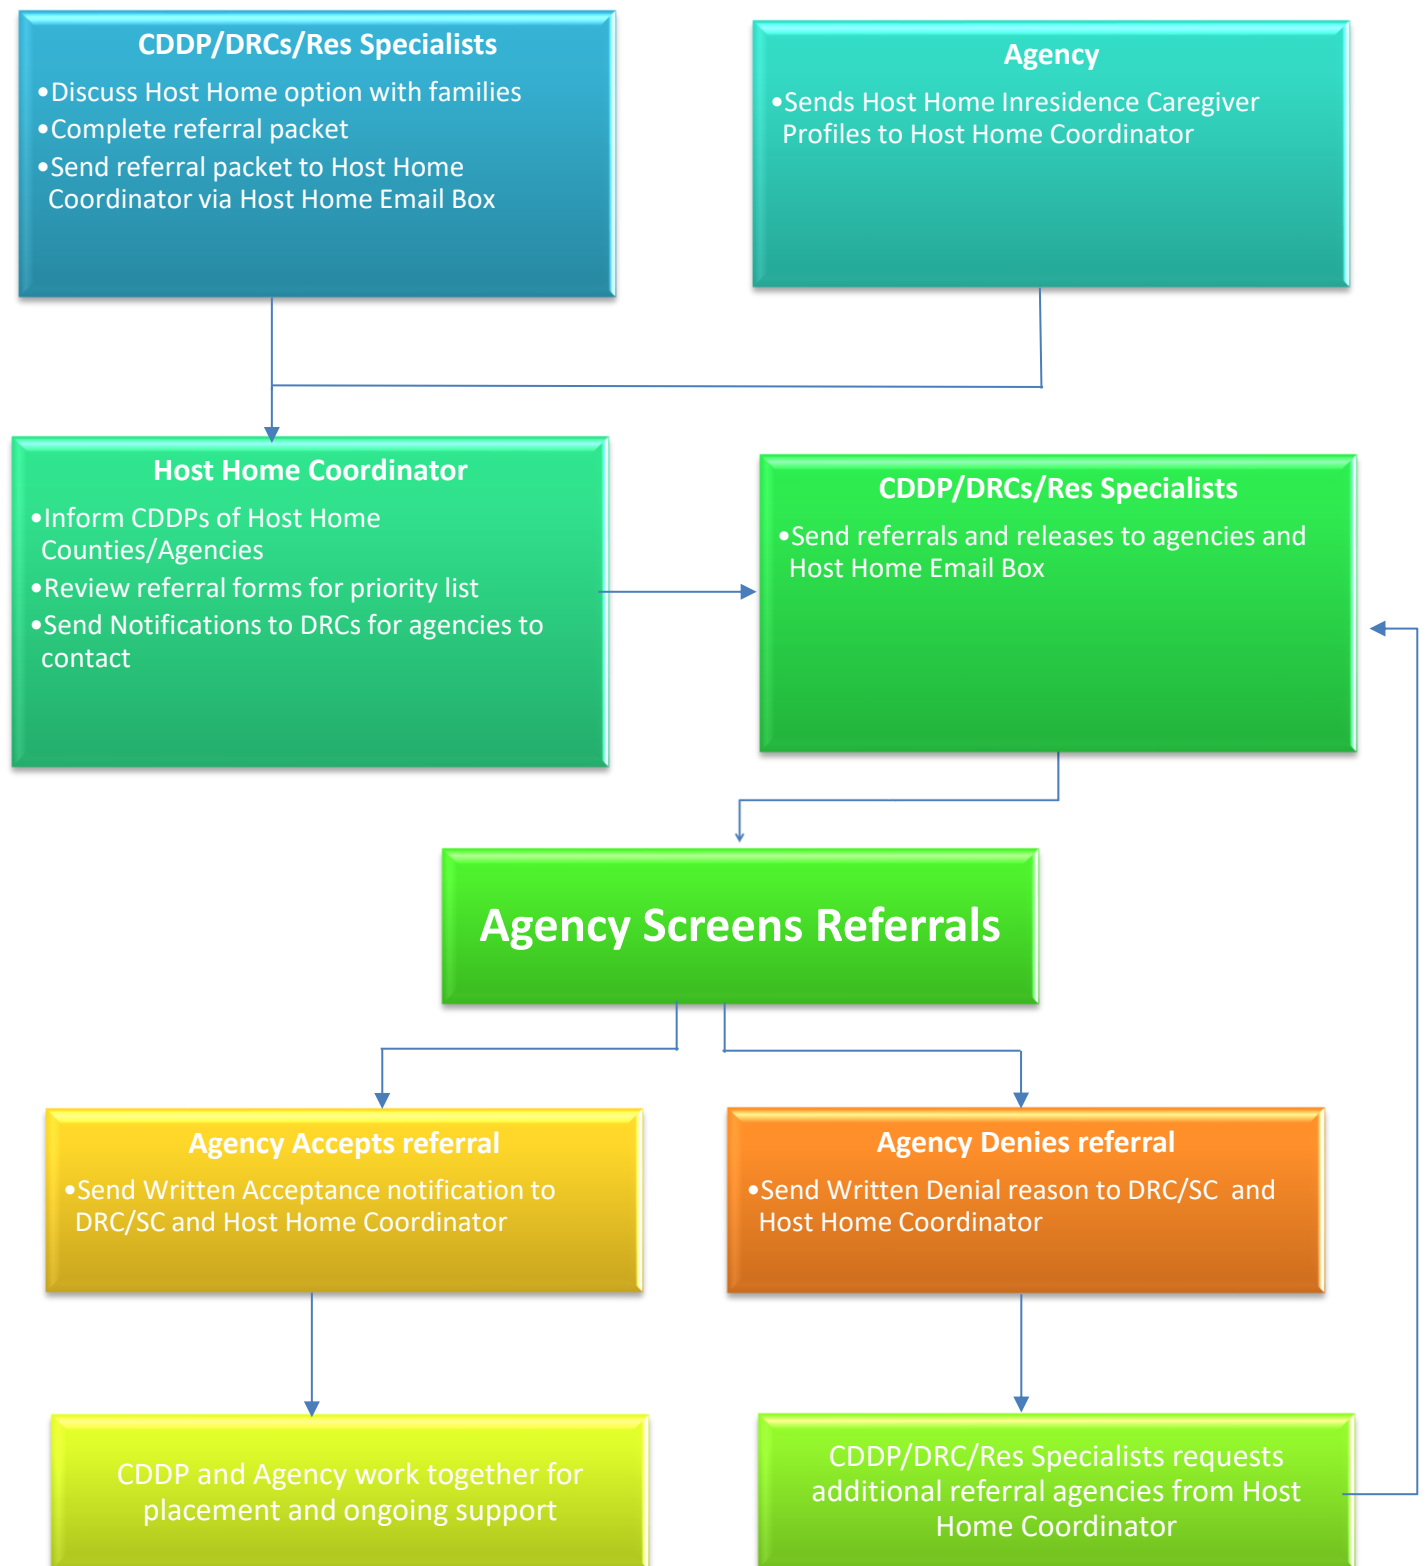 CDDP/DRCs/Res Specialists
•Discuss Host Home option with families
•Complete referral packet
•Send referral packet to Host Home
Coordinator via Host Home Email Box
Agency
•Sends Host Home Inresidence Caregiver
Profiles to Host Home Coordinator
Host Home Coordinator
•Inform CDDPs of Host Home
Counties/Agencies
•Review referral forms for priority list
•Send Notifications to DRCs for agencies to
contact
CDDP/DRCs/Res Specialists
•Send referrals and releases to agencies and
Host Home Email Box
Agency Screens Referrals
Agency Accepts referral
•Send Written Acceptance notification to
DRC/SC and Host Home Coordinator
Agency Denies referral
•Send Written Denial reason to DRC/SC and
Host Home Coordinator
CDDP and Agency work together for
placement and ongoing support
CDDP/DRC/Res Specialists requests
additional referral agencies from Host
Home Coordinator